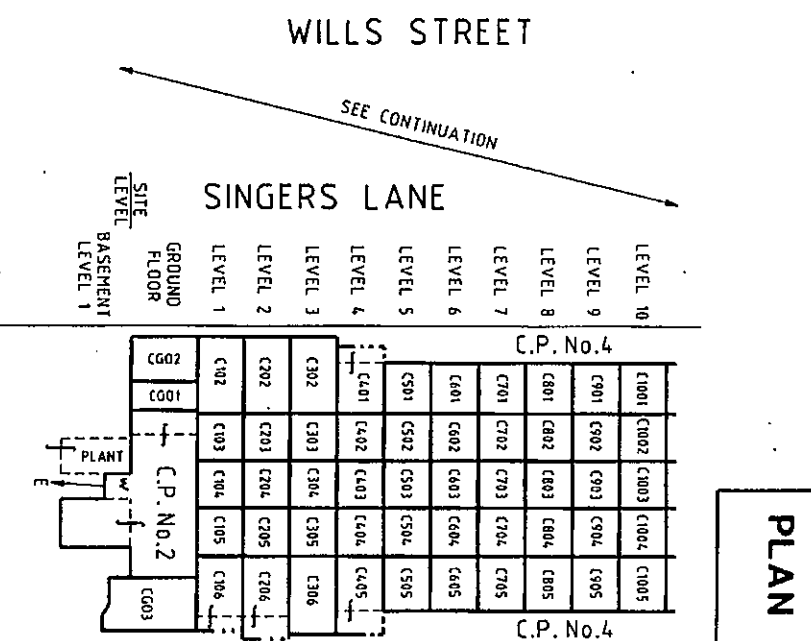 WILLS STREET
SEE CONTINUATION
SINGERS LANE
SITE
LEVEL
BASEMENT
LEVEL 1
GROUND
FLOOR
LEVEL 1
LEVEL 2
LEVEL 3
LEVEL 4
LEVEL 5
LEVEL 6
LEVEL 7
LEVEL 8
LEVEL 9
LEVEL 10
C.P. No.4
CG02
C102
C202
C302
C401
C501
C601
C701
C801
C901
C1001
CG01
C103
C203
C303
C402
C502
C602
C702
C802
C902
C1002
PLANT
C.P. No.2
C104
C204
C304
C403
C503
C603
C703
C803
C903
C1003
E
W
C105
C205
C305
C404
C504
C604
C704
C804
C904
C1004
CG03
C106
C206
C306
C405
C505
C605
C705
C805
C905
C1005
C.P. No.4
PLAN